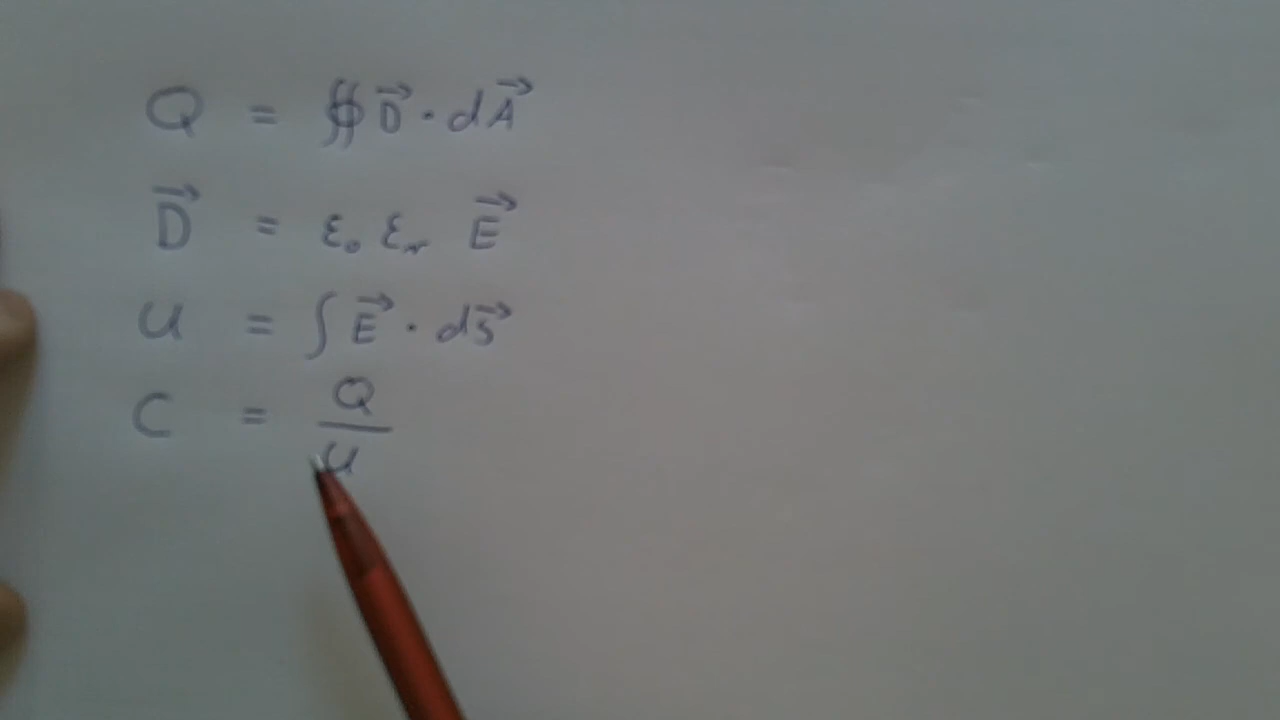 Q = ∯ D⃗ · dA⃗
D⃗ = ε₀ εᵣ E⃗
U = ∫ E⃗ · ds⃗
C = Q/U